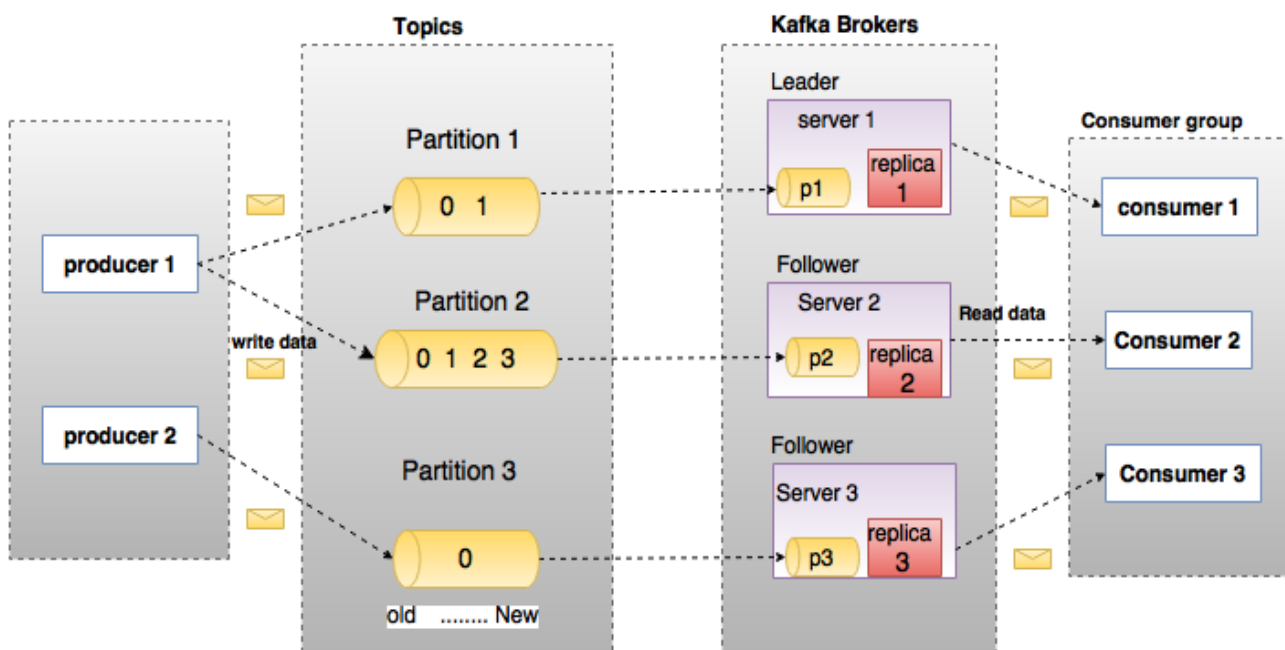 Topics
Kafka Brokers
Consumer group
producer 1
producer 2
write data
Partition 1
0 1
Partition 2
0 1 2 3
Partition 3
0
old ........ New
Leader
server 1
p1
replica
1
Follower
Server 2
p2
replica
2
Follower
Server 3
p3
replica
3
Read data
consumer 1
Consumer 2
Consumer 3